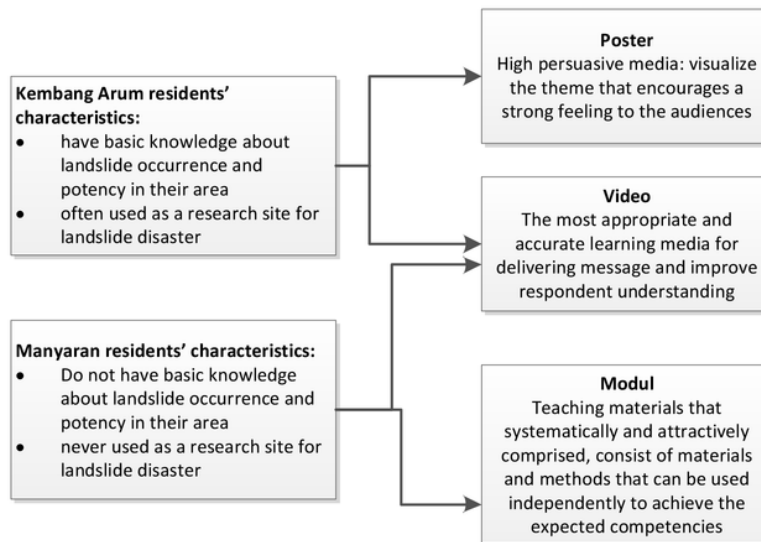 Kembang Arum residents'
characteristics:
• have basic knowledge about
landslide occurrence and
potency in their area
• often used as a research site for
landslide disaster
Manyaran residents' characteristics:
• Do not have basic knowledge
about landslide occurrence and
potency in their area
• never used as a research site for
landslide disaster
Poster
High persuasive media: visualize
the theme that encourages a
strong feeling to the audiences
Video
The most appropriate and
accurate learning media for
delivering message and improve
respondent understanding
Modul
Teaching materials that
systematically and attractively
comprised, consist of materials
and methods that can be used
independently to achieve the
expected competencies